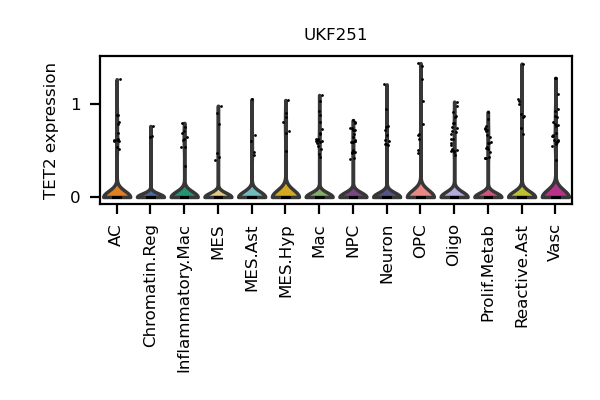 UKF251
TET2 expression
1
0
AC
Chromatin.Reg
Inflammatory.Mac
MES
MES.Ast
MES.Hyp
Mac
NPC
Neuron
OPC
Oligo
Prolif.Metab
Reactive.Ast
Vasc